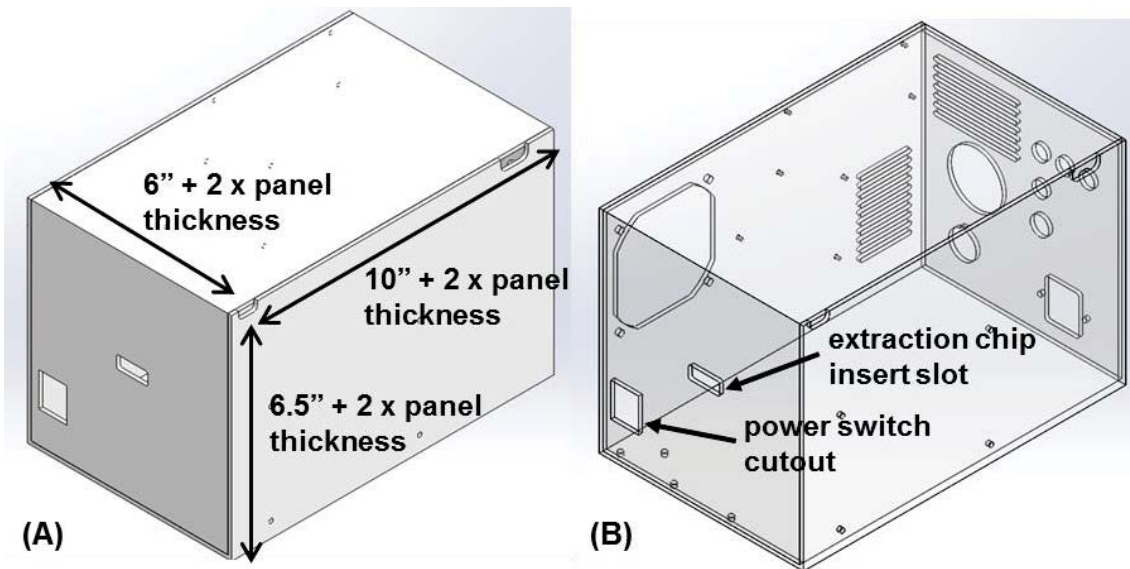 6” + 2 x panel
thickness
10” + 2 x panel
thickness
6.5” + 2 x panel
thickness
(A)
extraction chip
insert slot
power switch
cutout
(B)